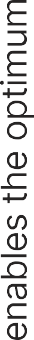 enables the optimum